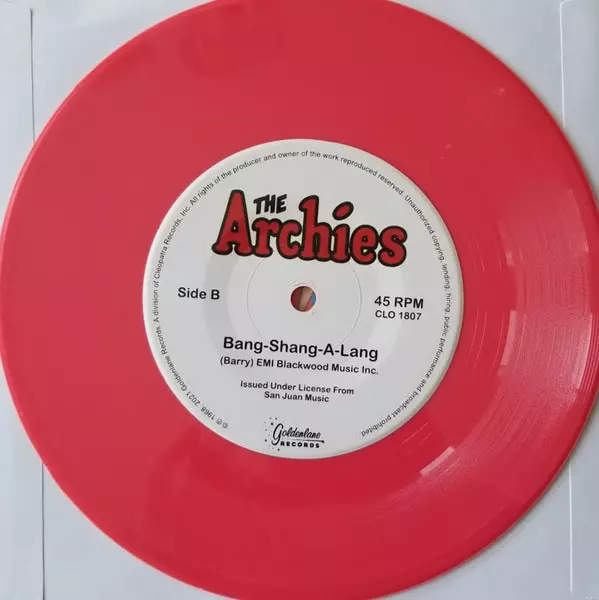 ℗© 1968, 2021 Goldenlane Records. A division of Cleopatra Records, Inc. All rights of the producer and owner of the work reproduced reserved. Unauthorized copying, lending, hiring, public performance and broadcast prohibited.
THE
Archies
Side B
45 RPM
CLO 1807
Bang-Shang-A-Lang
(Barry) EMI Blackwood Music Inc.
Issued Under License From
San Juan Music
Goldenlane
RECORDS